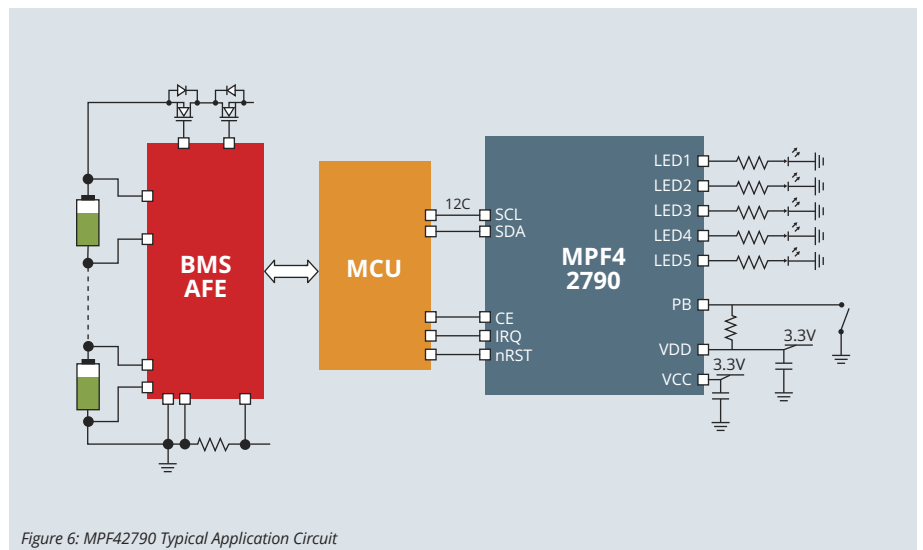 BMS
AFE
MCU
12C
SCL
SDA
CE
IRQ
nRST
MPF4
2790
LED1
LED2
LED3
LED4
LED5
PB
VDD
VCC
3.3V
3.3V
Figure 6: MPF42790 Typical Application Circuit